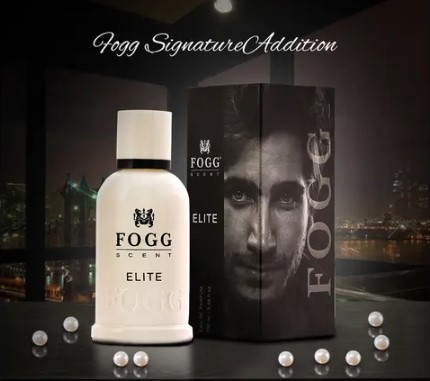 Fogg Signature Addition
FOGG
SCENT
ELITE
FOGG
FOGG
SCENT
ELITE
FOGG